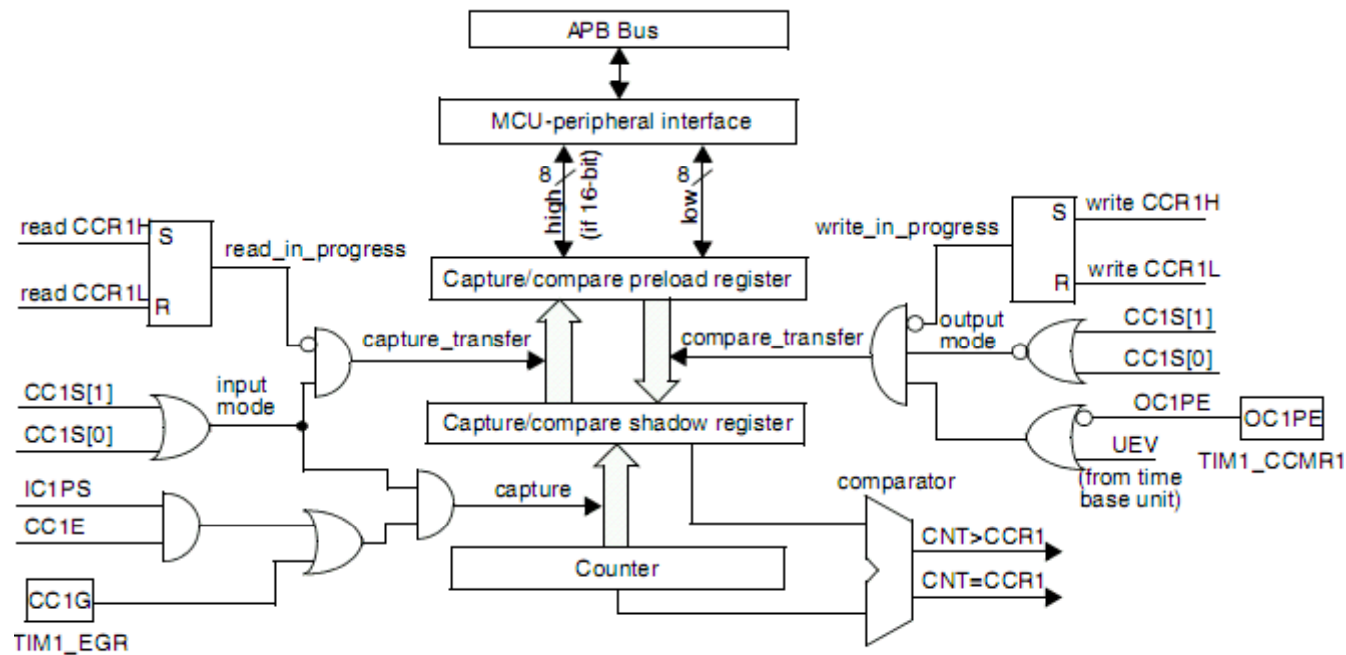 APB Bus
MCU-peripheral interface
8
high
(if 16-bit)
8
low
read CCR1H
S
read_in_progress
read CCR1L
R
write_in_progress
S
write CCR1H
R
write CCR1L
Capture/compare preload register
capture_transfer
compare_transfer
output
mode
CC1S[1]
CC1S[0]
CC1S[1]
input
mode
CC1S[0]
Capture/compare shadow register
OC1PE
OC1PE
UEV
TIM1_CCMR1
(from time
base unit)
IC1PS
CC1E
capture
comparator
CNT>CCR1
Counter
CNT=CCR1
CC1G
TIM1_EGR